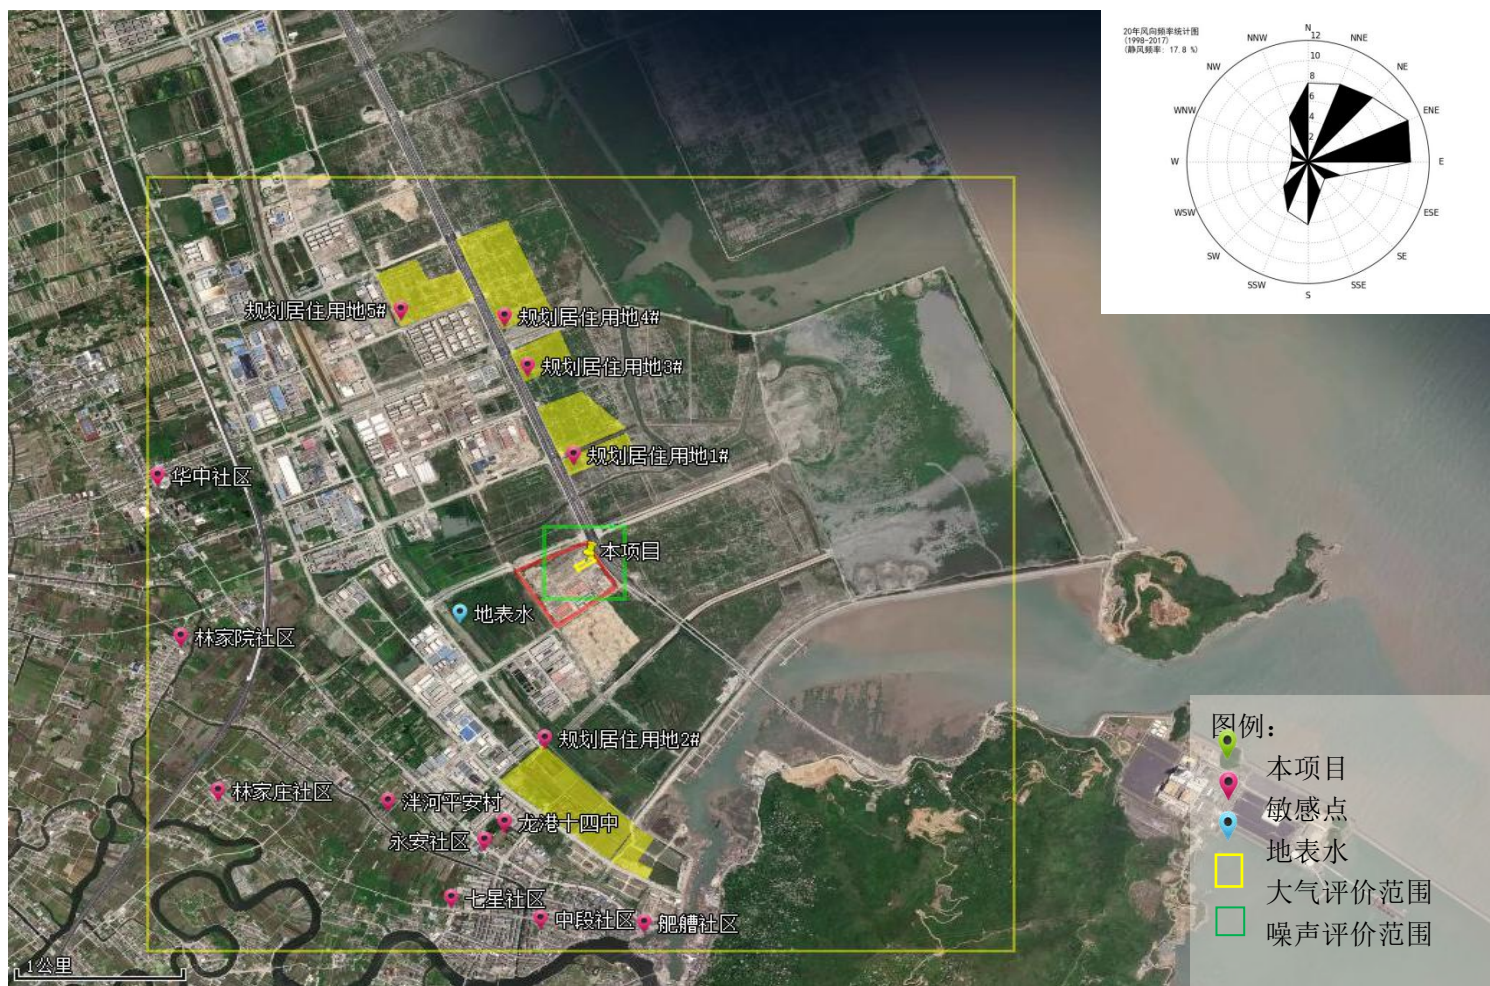 20年风向频率统计图
(1998-2017)
(静风频率: 17.8 %)
N
NNE
NE
ENE
E
ESE
SE
SSE
S
SSW
SW
WSW
W
WNW
NW
NNW
12
10
8
6
4
2
规划居住用地5#
规划居住用地4#
规划居住用地3#
规划居住用地1#
华中社区
本项目
地表水
林家院社区
规划居住用地2#
林家庄社区
泮河平安村
龙港十四中
永安社区
七星社区
中段社区
舥艚社区
1公里
图例:
本项目
敏感点
地表水
大气评价范围
噪声评价范围